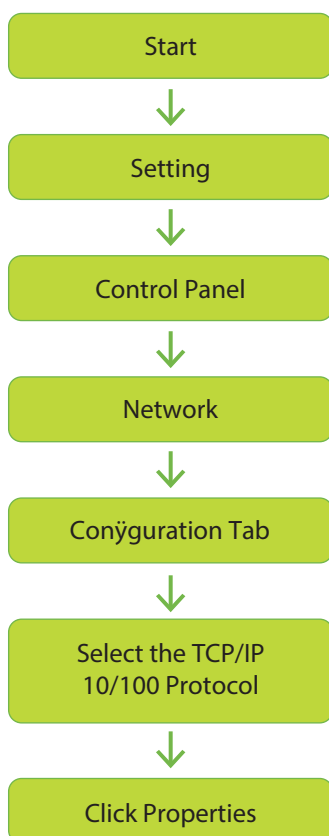 Start
Setting
Control Panel
Network
Conÿguration Tab
Select the TCP/IP
10/100 Protocol
Click Properties